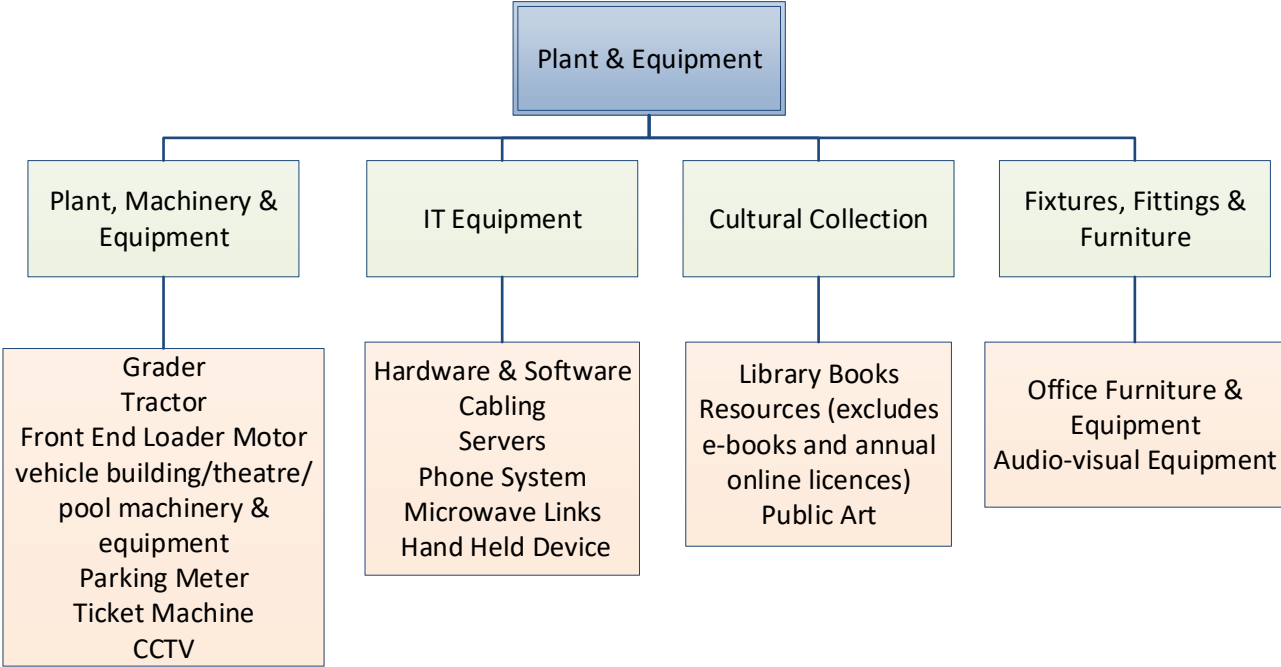 Plant & Equipment
Plant, Machinery &
Equipment
IT Equipment
Cultural Collection
Fixtures, Fittings &
Furniture
Grader
Tractor
Front End Loader Motor
vehicle building/theatre/
pool machinery &
equipment
Parking Meter
Ticket Machine
CCTV
Hardware & Software
Cabling
Servers
Phone System
Microwave Links
Hand Held Device
Library Books
Resources (excludes
e-books and annual
online licences)
Public Art
Office Furniture &
Equipment
Audio-visual Equipment